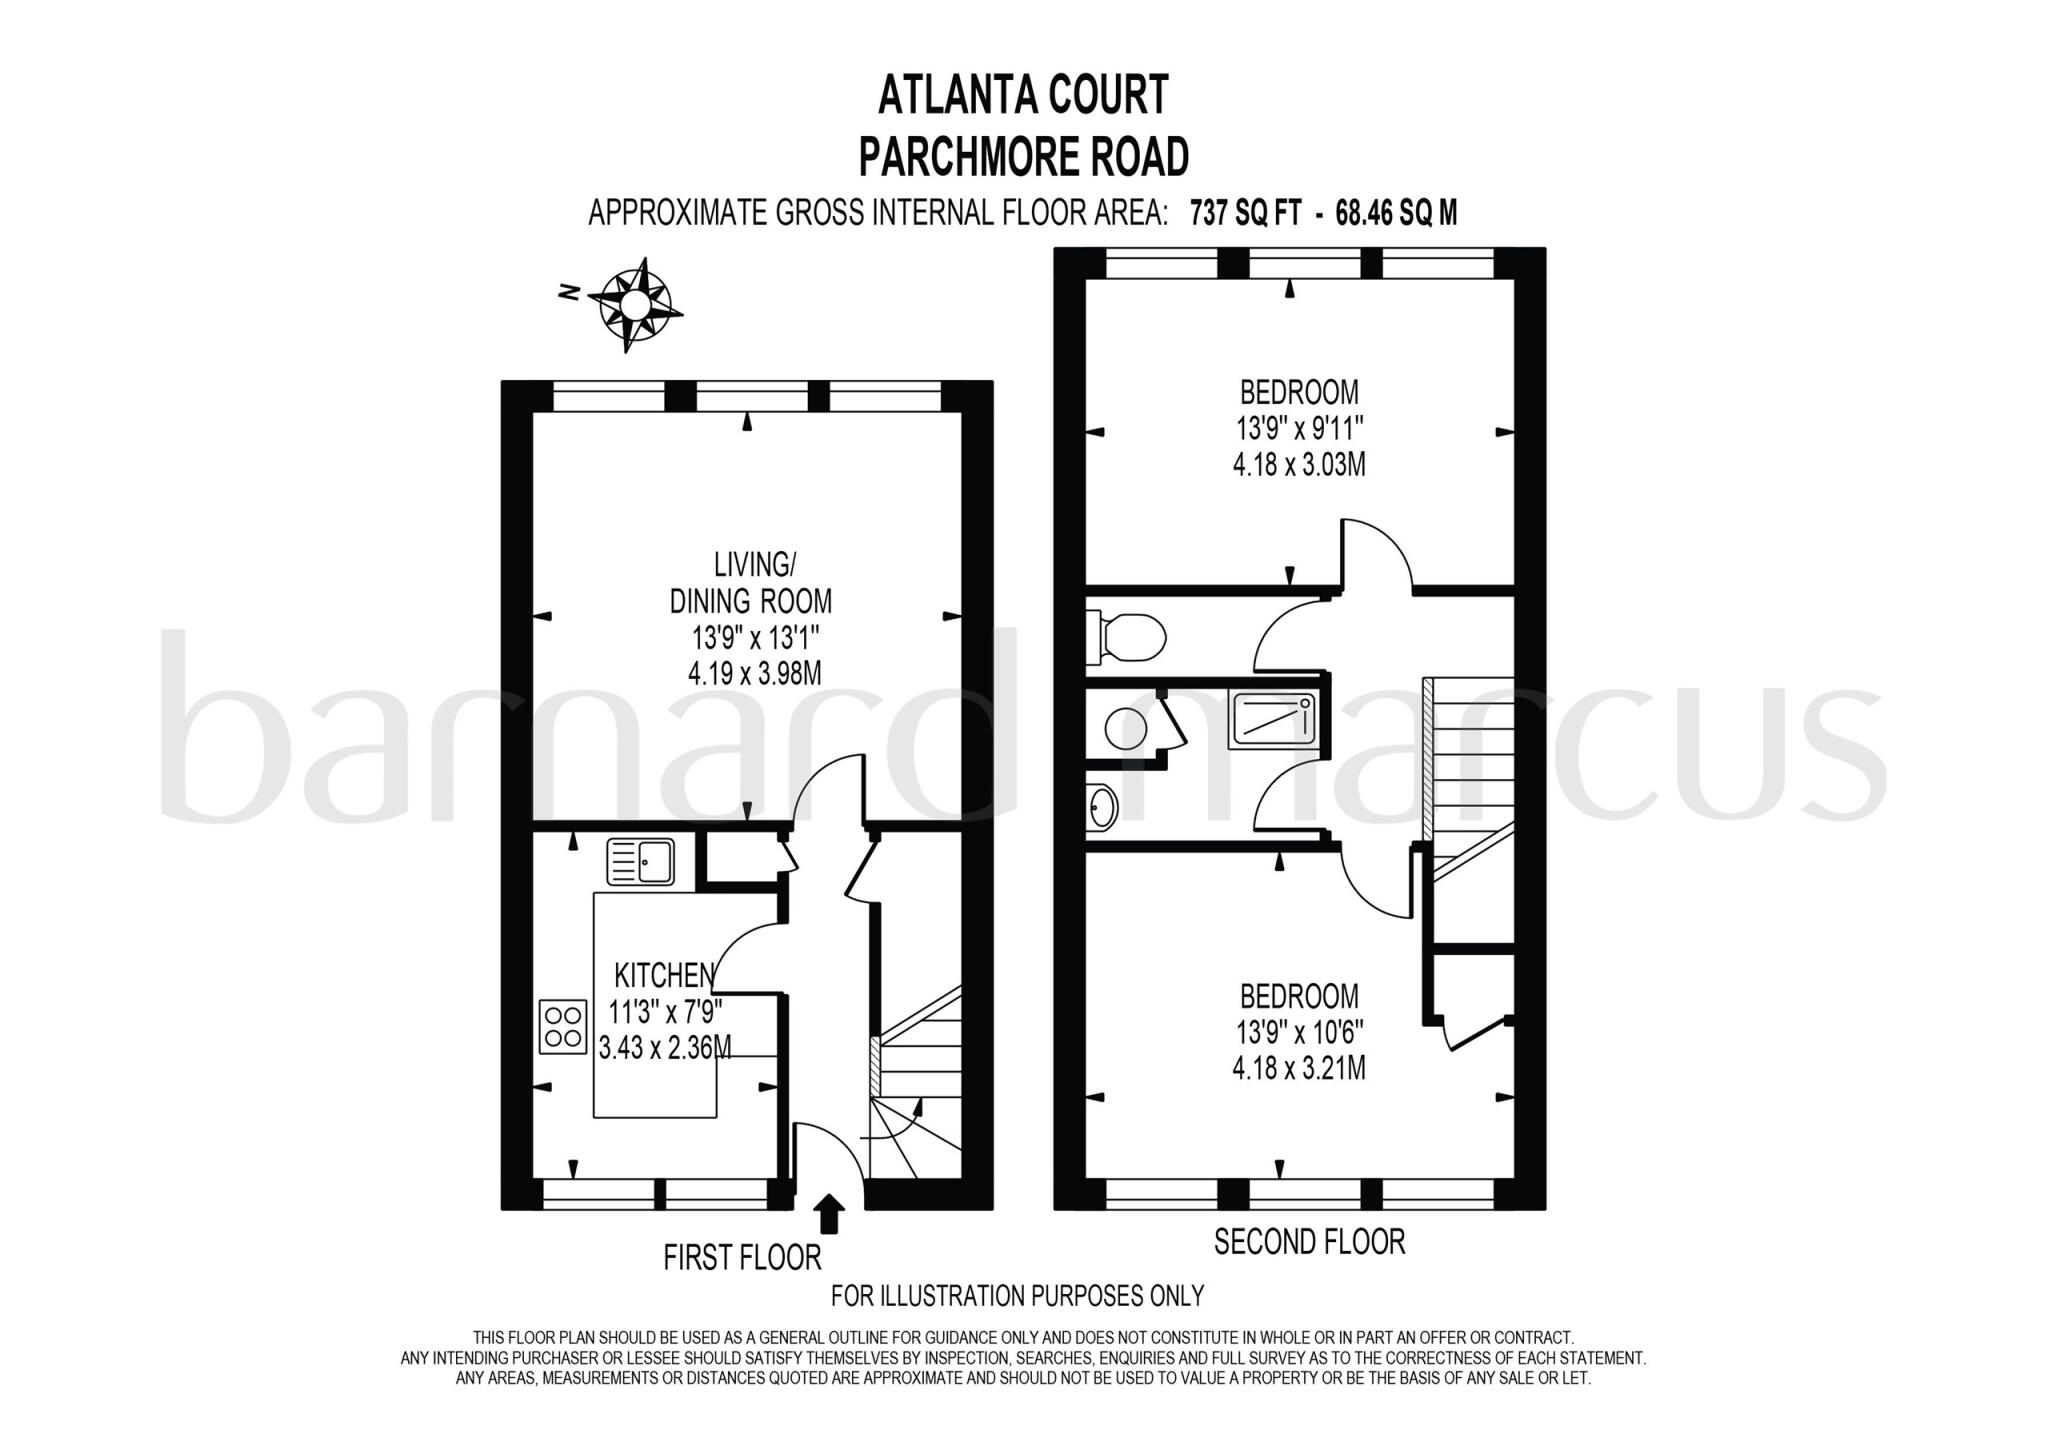 ATLANTA COURT
PARCHMORE ROAD
APPROXIMATE GROSS INTERNAL FLOOR AREA: 737 SQ FT - 68.46 SQ M
N
LIVING/
DINING ROOM
13'9" x 13'1"
4.19 x 3.98M
KITCHEN
11'3" x 7'9"
3.43 x 2.36M
FIRST FLOOR
BEDROOM
13'9" x 9'11"
4.18 x 3.03M
BEDROOM
13'9" x 10'6"
4.18 x 3.21M
SECOND FLOOR
barnard marcus
FOR ILLUSTRATION PURPOSES ONLY
THIS FLOOR PLAN SHOULD BE USED AS A GENERAL OUTLINE FOR GUIDANCE ONLY AND DOES NOT CONSTITUTE IN WHOLE OR IN PART AN OFFER OR CONTRACT.
ANY INTENDING PURCHASER OR LESSEE SHOULD SATISFY THEMSELVES BY INSPECTION, SEARCHES, ENQUIRIES AND FULL SURVEY AS TO THE CORRECTNESS OF EACH STATEMENT.
ANY AREAS, MEASUREMENTS OR DISTANCES QUOTED ARE APPROXIMATE AND SHOULD NOT BE USED TO VALUE A PROPERTY OR BE THE BASIS OF ANY SALE OR LET.